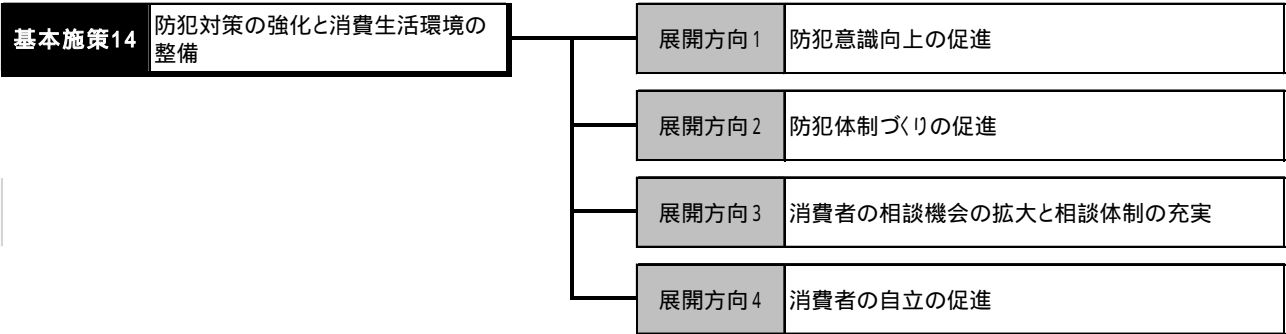 基本施策14
防犯対策の強化と消費生活環境の
整備
展開方向1 防犯意識向上の促進
展開方向2 防犯体制づくりの促進
展開方向3 消費者の相談機会の拡大と相談体制の充実
展開方向4 消費者の自立の促進